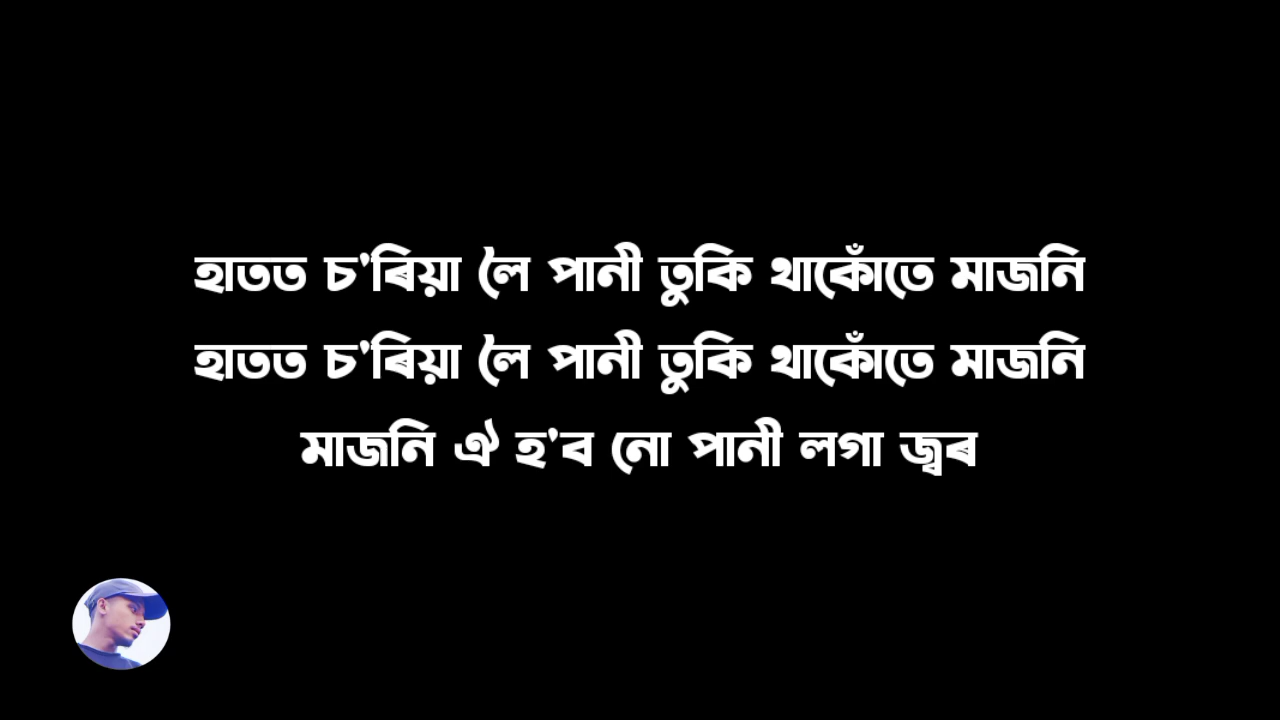 হাতত চ'ৰিয়া লৈ পানী তুকি থাকোঁতে মাজনি
হাতত চ'ৰিয়া লৈ পানী তুকি থাকোঁতে মাজনি
মাজনি ঐ হ'ব নো পানী লগা জ্বৰ